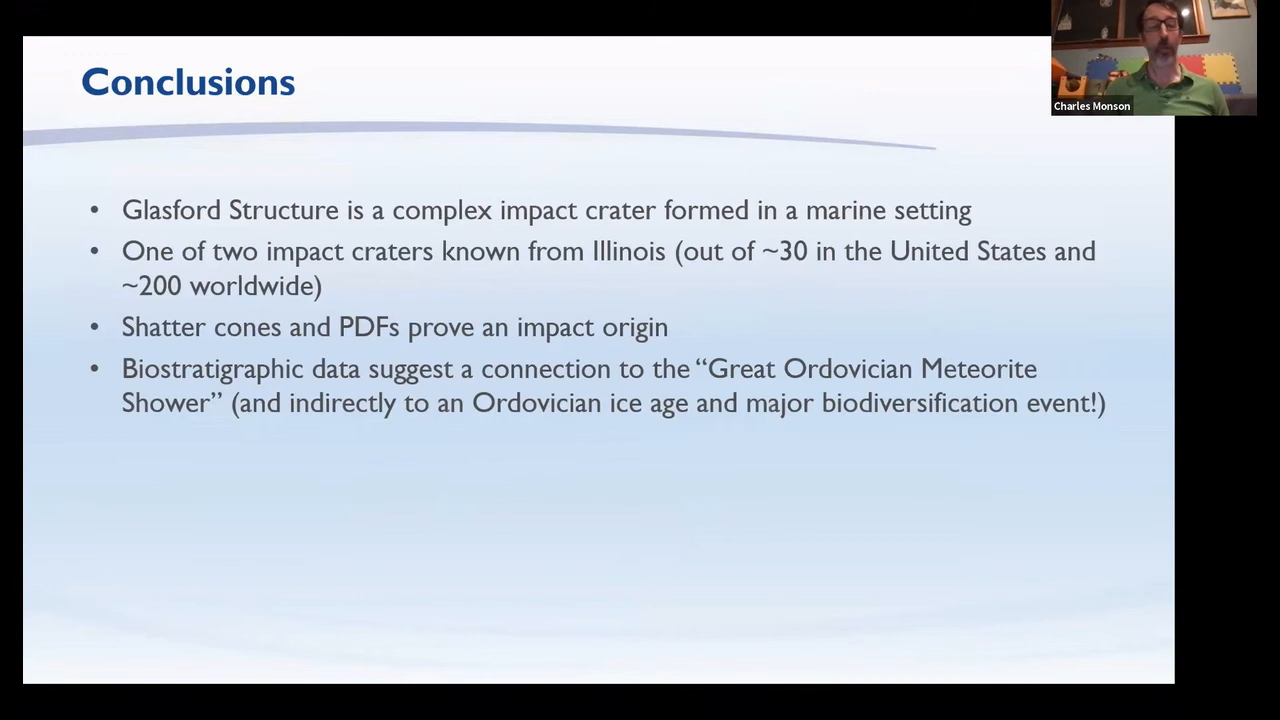 Conclusions
Charles Monson
• Glasford Structure is a complex impact crater formed in a marine setting
• One of two impact craters known from Illinois (out of ~30 in the United States and
~200 worldwide)
• Shatter cones and PDFs prove an impact origin
• Biostratigraphic data suggest a connection to the “Great Ordovician Meteorite
Shower” (and indirectly to an Ordovician ice age and major biodiversification event!)